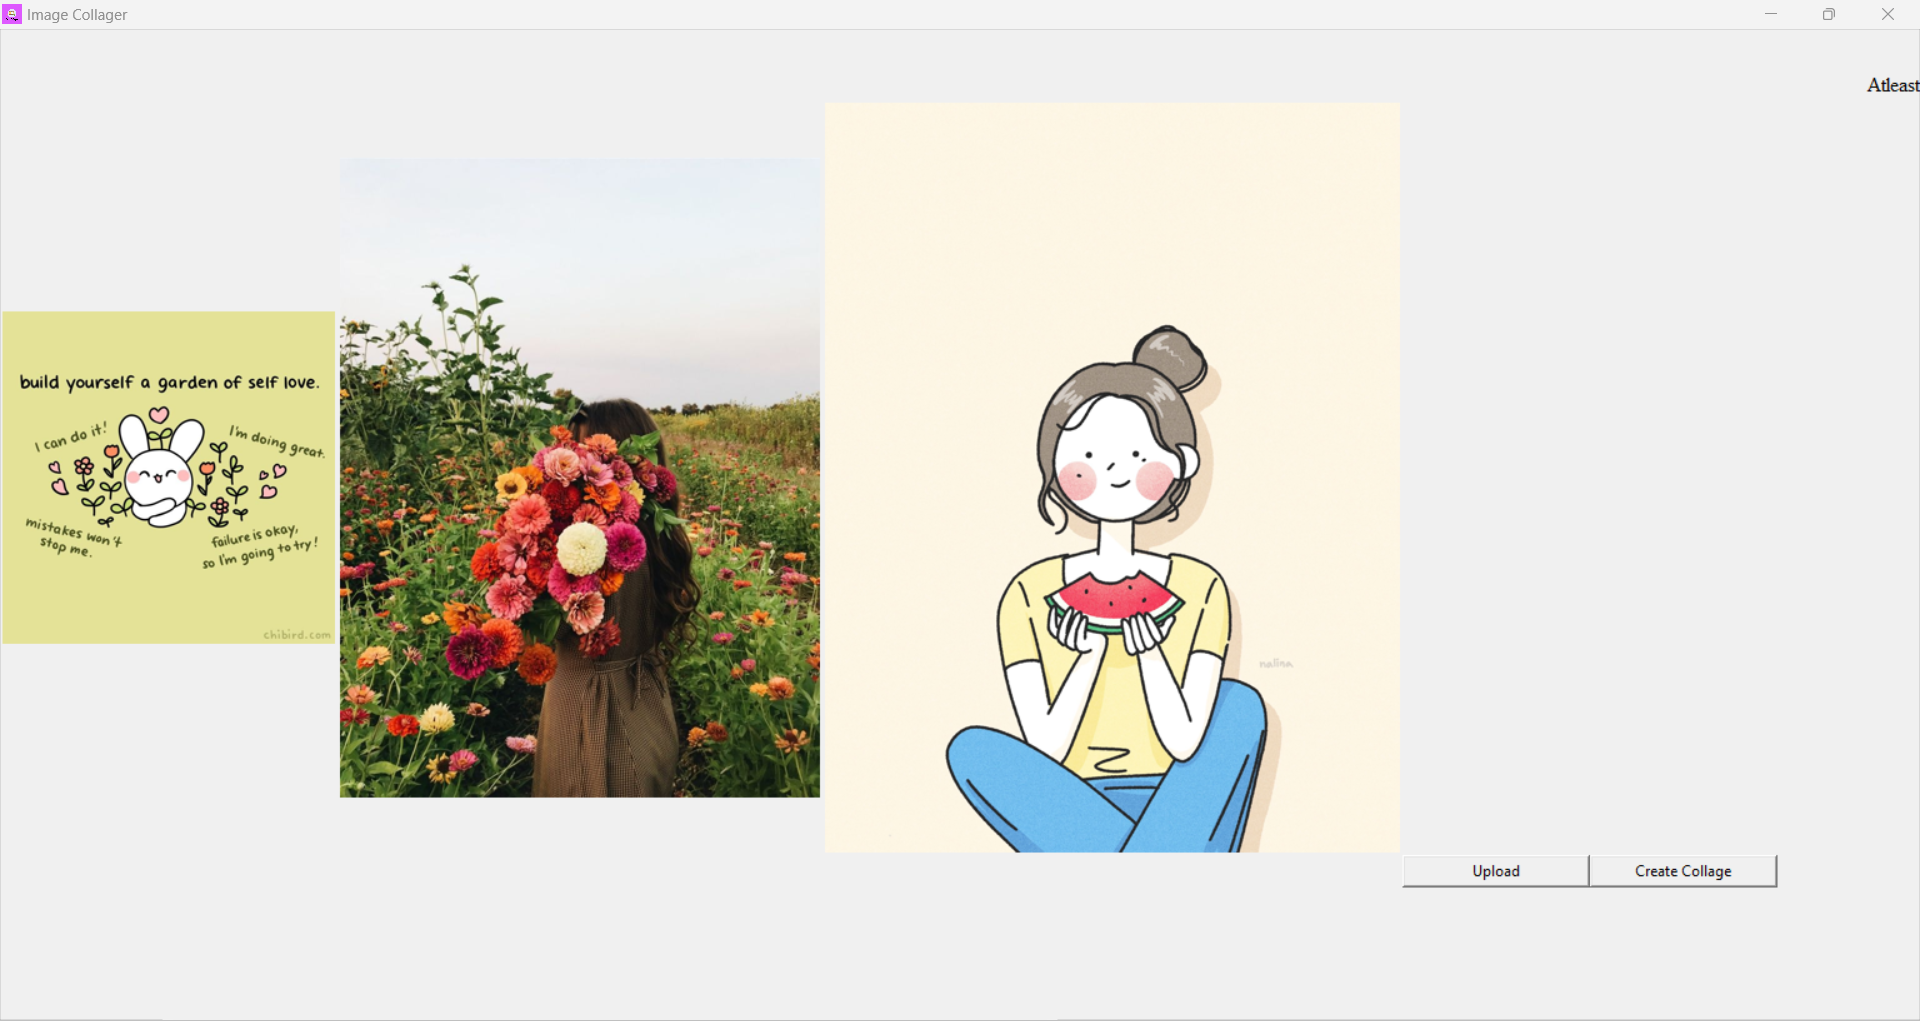 Image Collager
Atleast
build yourself a garden of self love.
I can do it!
I'm doing great.
mistakes won't
stop me.
failure is okay,
so I'm going to try!
chibird.com
nalina
Upload
Create Collage